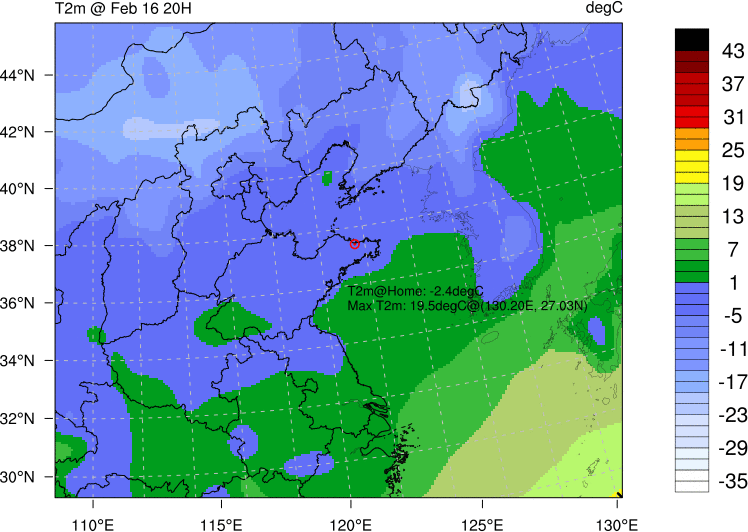 T2m @ Feb 16 20H
degC
44°N
42°N
40°N
38°N
36°N
34°N
32°N
30°N
110°E
115°E
120°E
125°E
130°E
T2m@Home: -2.4degC
Max T2m: 19.5degC@(130.20E, 27.03N)
43
37
31
25
19
13
7
1
-5
-11
-17
-23
-29
-35